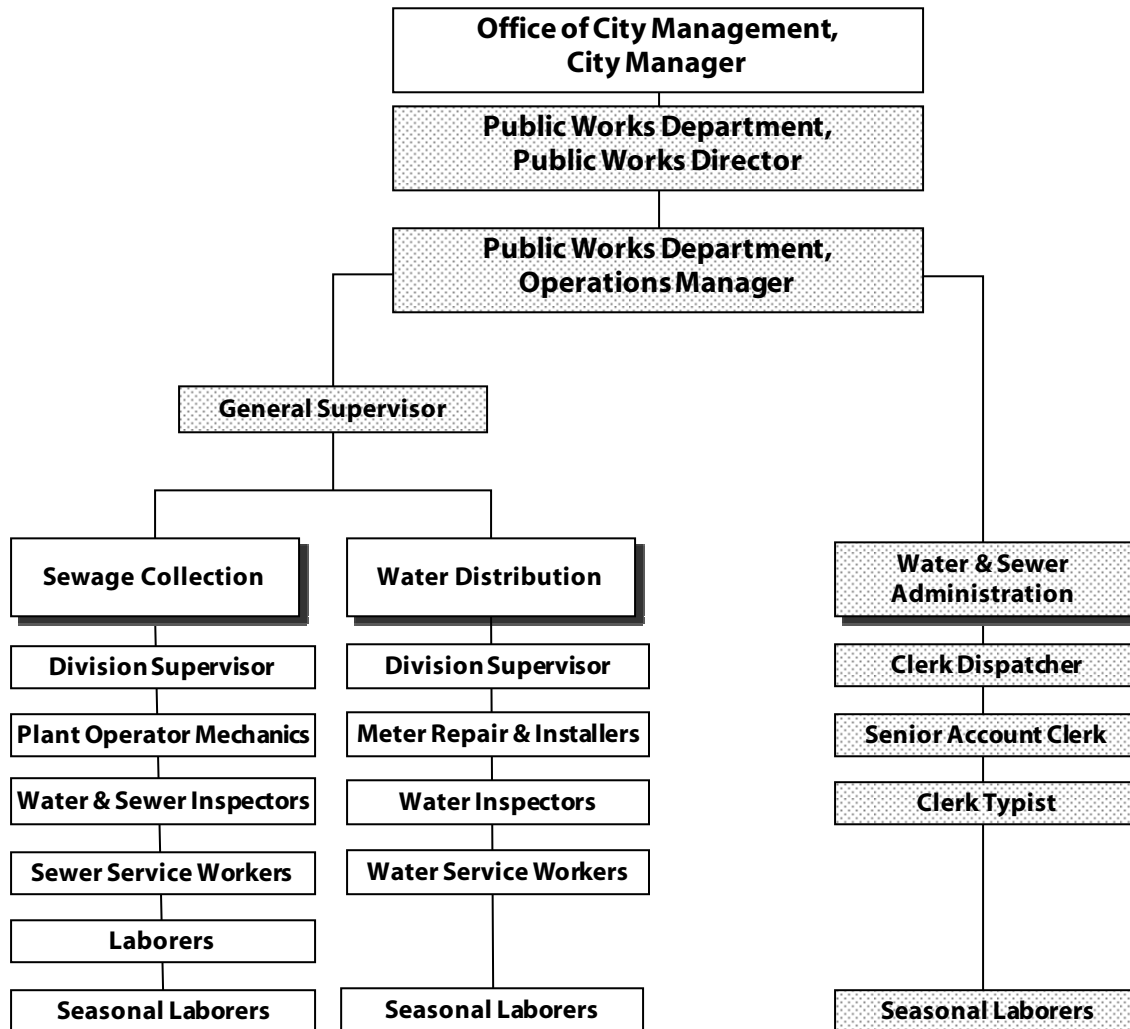 Office of City Management,
City Manager
Public Works Department,
Public Works Director
Public Works Department,
Operations Manager
General Supervisor
Sewage Collection
Division Supervisor
Plant Operator Mechanics
Water & Sewer Inspectors
Sewer Service Workers
Laborers
Seasonal Laborers
Water Distribution
Division Supervisor
Meter Repair & Installers
Water Inspectors
Water Service Workers
Seasonal Laborers
Water & Sewer
Administration
Clerk Dispatcher
Senior Account Clerk
Clerk Typist
Seasonal Laborers